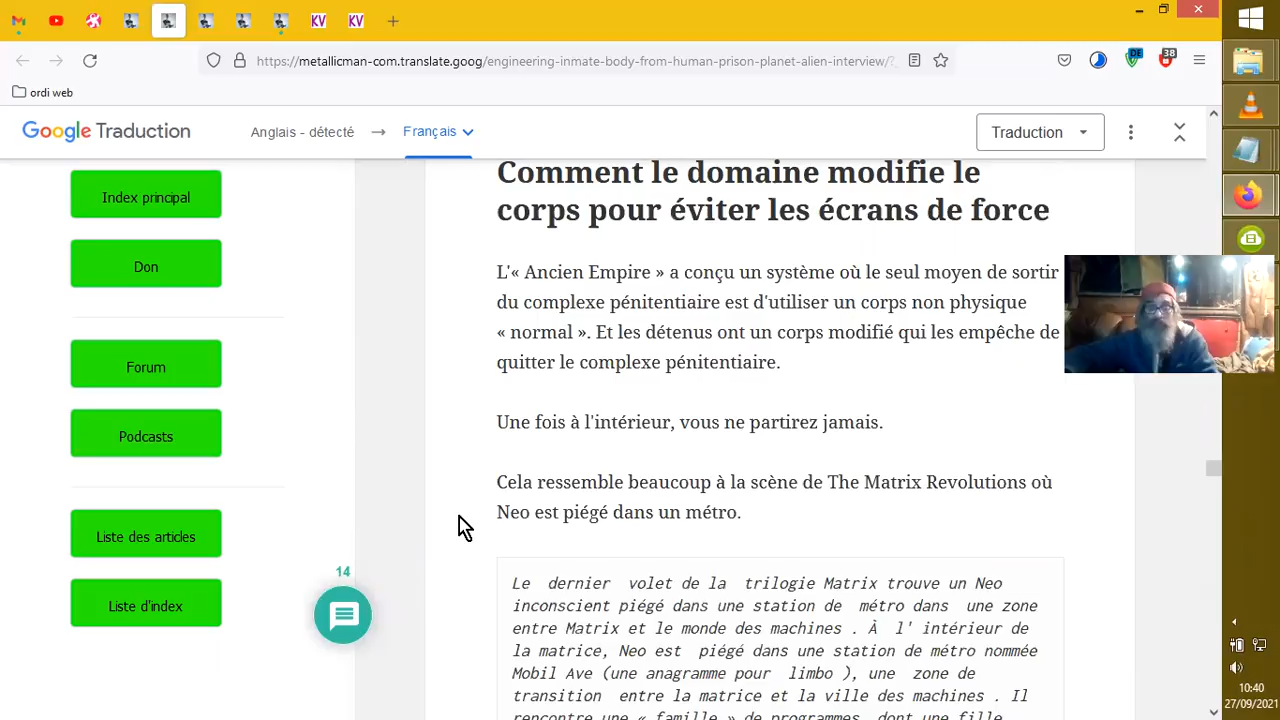 KV
KV
https://metallicman-com.translate.goog/engineering-inmate-body-from-human-prison-planet-alien-interview/?
DE
38
ordi web
Google Traduction
Anglais - détecté
Français
Traduction
Index principal
Don
Forum
Podcasts
Liste des articles
Liste d'index
14
Comment le domaine modifie le
corps pour éviter les écrans de force
L'« Ancien Empire » a conçu un système où le seul moyen de sortir
du complexe pénitentiaire est d'utiliser un corps non physique
« normal ». Et les détenus ont un corps modifié qui les empêche de
quitter le complexe pénitentiaire.
Une fois à l'intérieur, vous ne partirez jamais.
Cela ressemble beaucoup à la scène de The Matrix Revolutions où
Neo est piégé dans un métro.
Le dernier volet de la trilogie Matrix trouve un Neo
inconscient piégé dans une station de métro dans une zone
entre Matrix et le monde des machines . À l' intérieur de
la matrice, Neo est piégé dans une station de métro nommée
Mobil Ave (une anagramme pour limbo ), une zone de
transition entre la matrice et la ville des machines . Il
rencontre une « famille » de programmes, dont une fille
10:40
27/09/2021